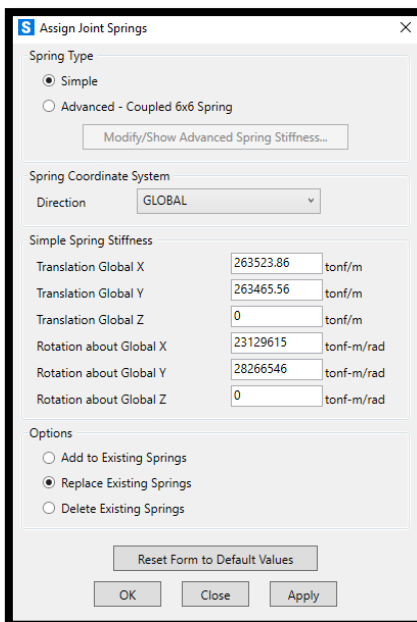 S Assign Joint Springs
Spring Type
Simple
Advanced - Coupled 6x6 Spring
Modify/Show Advanced Spring Stiffness...
Spring Coordinate System
Direction GLOBAL
Simple Spring Stiffness
Translation Global X 263523.86 tonf/m
Translation Global Y 263465.56 tonf/m
Translation Global Z 0 tonf/m
Rotation about Global X 23129615 tonf-m/rad
Rotation about Global Y 28266546 tonf-m/rad
Rotation about Global Z 0 tonf-m/rad
Options
Add to Existing Springs
Replace Existing Springs
Delete Existing Springs
Reset Form to Default Values
OK Close Apply